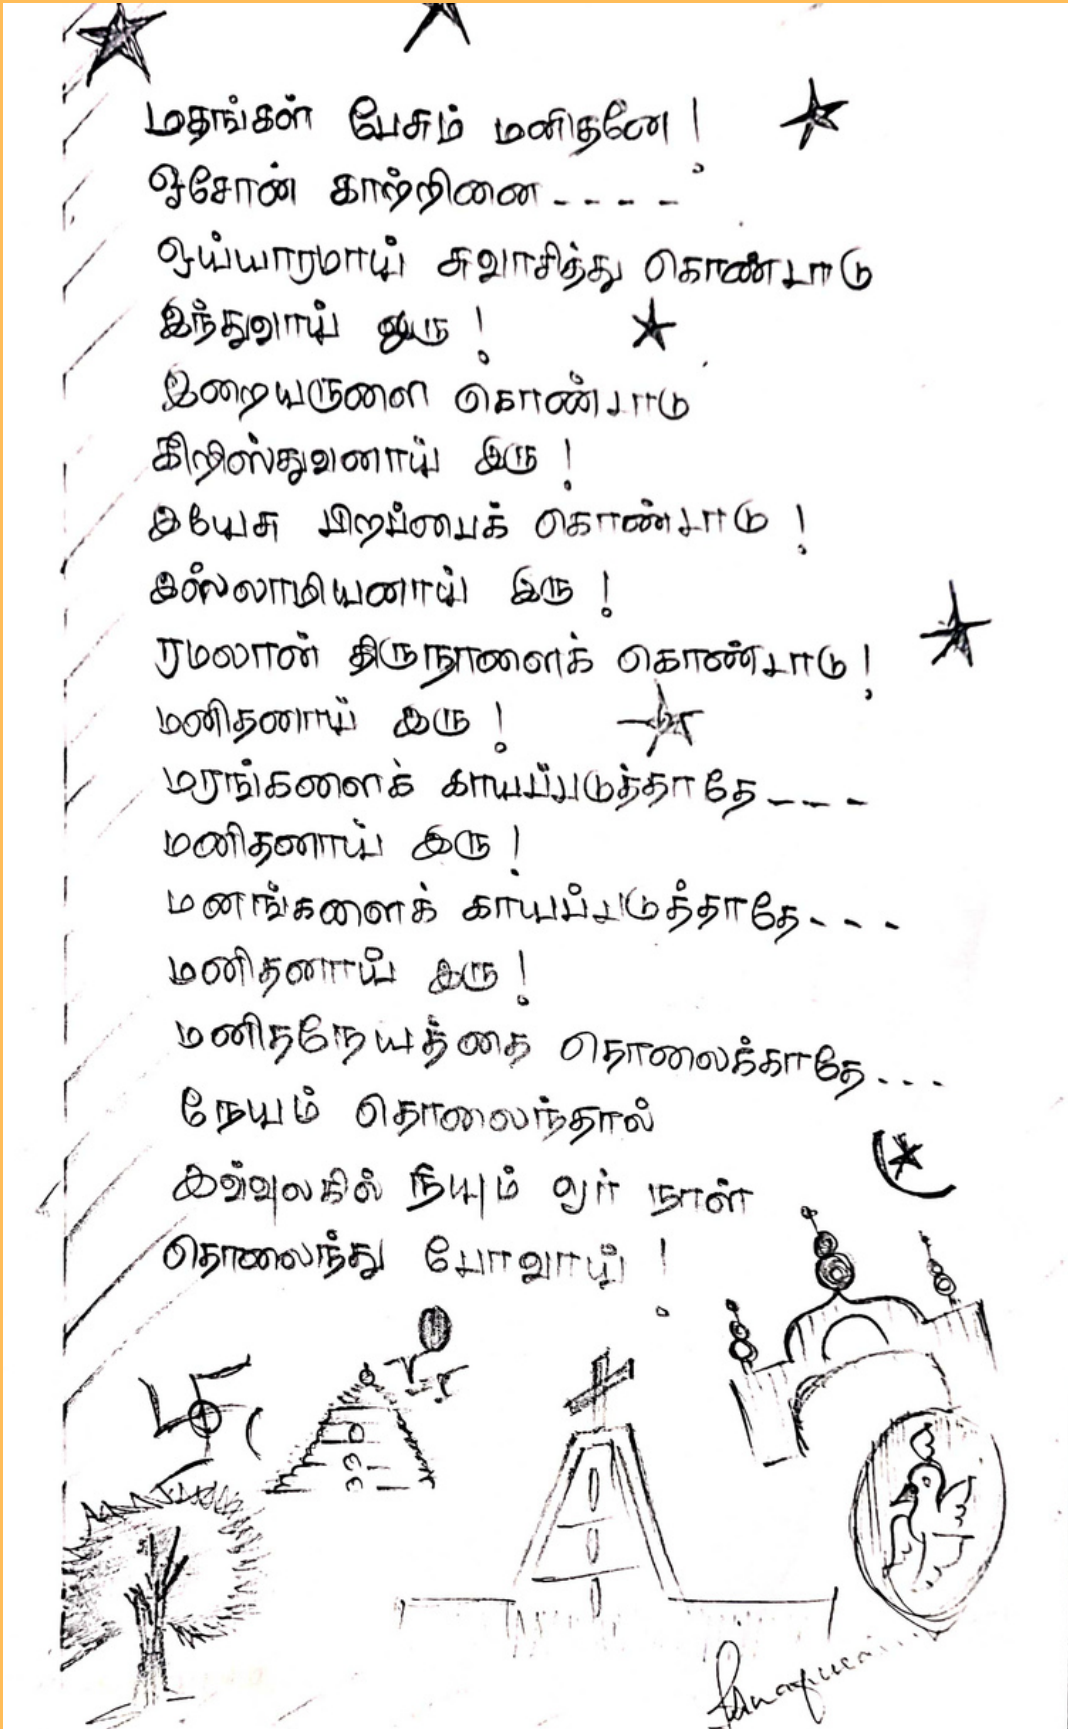 மதங்கள் பேசும் மனிதனே!
ஓசோன் காற்றினை----
ஒய்யாரமாய் சுவாசித்து கொண்டாடு
இந்துவாய் இரு!
இறையருளை கொண்டாடு
கிறிஸ்துவனாய் இரு!
இயேசு பிறப்பைக் கொண்டாடு!
இஸ்லாமியனாய் இரு!
ரமலான் திருநாளைக் கொண்டாடு!
மனிதனாய் இரு!
மரங்களைக் காயப்படுத்தாதே---
மனிதனாய் இரு!
மனங்களைக் காயப்படுத்தாதே---
மனிதனாய் இரு!
மனிதநேயத்தை தொலைக்காதே---
நேயம் தொலைந்தால்
இவ்வுலகில் நீயும் ஓர் நாள்
தொலைந்து போவாய்!